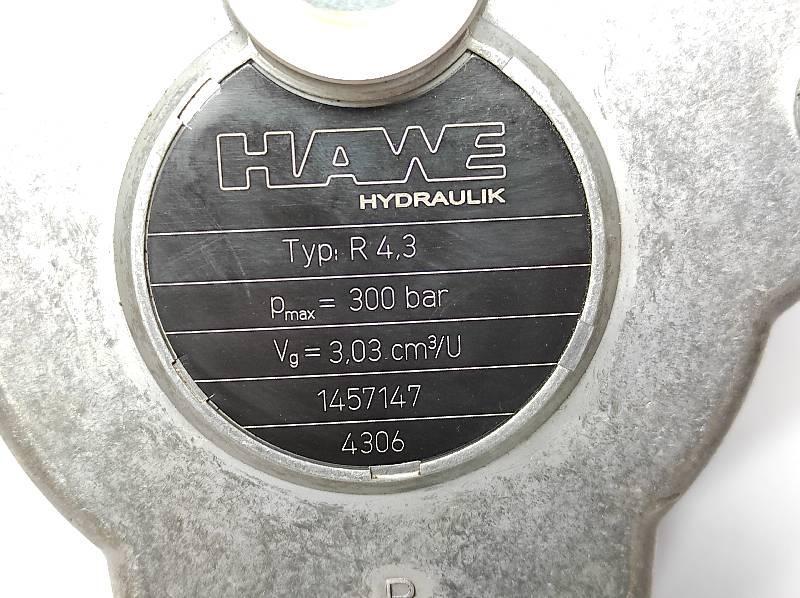 HAWE
HYDRAULIK
Typ: R 4,3
pmax = 300 bar
Vg = 3,03 cm³/U
1457147
4306